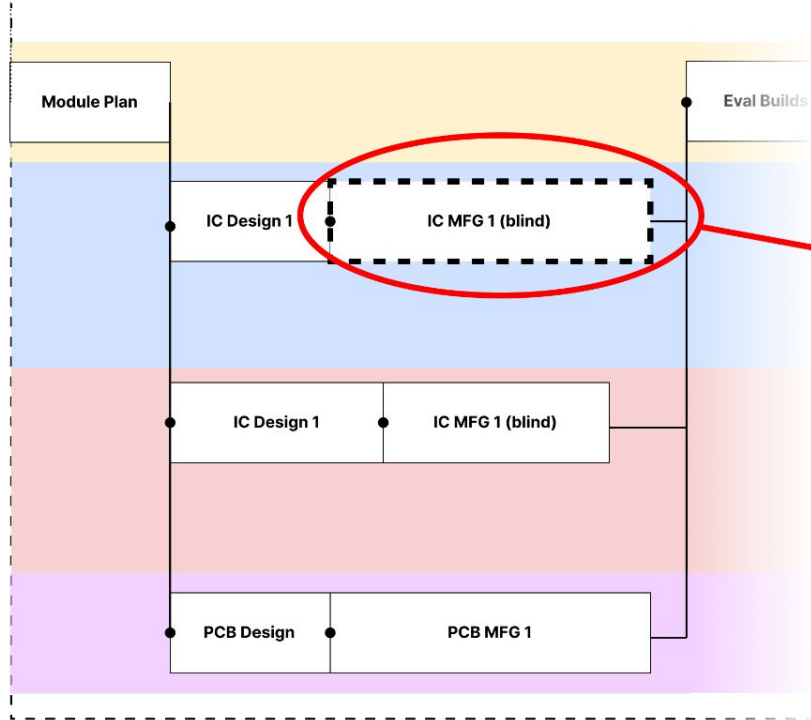 Module Plan
Eval Builds
IC Design 1
IC MFG 1 (blind)
IC Design 1
IC MFG 1 (blind)
PCB Design
PCB MFG 1